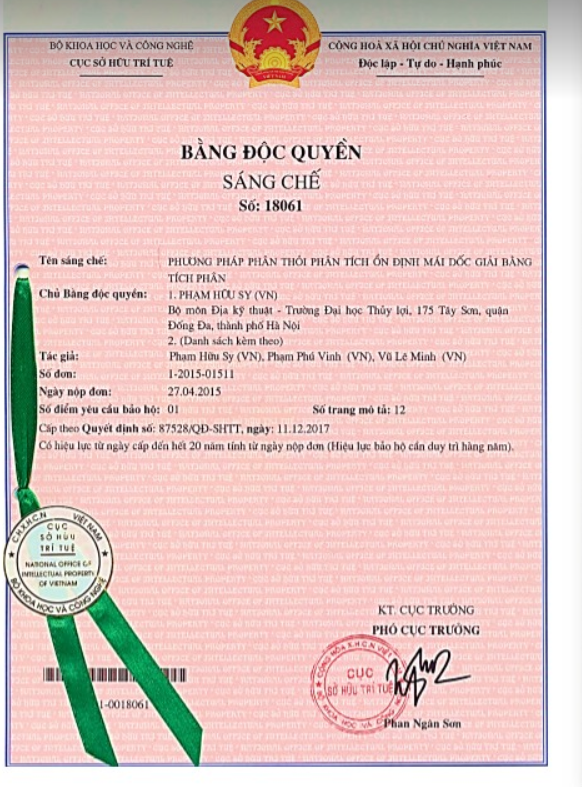 BỘ KHOA HỌC VÀ CÔNG NGHỆ
CỤC SỞ HỮU TRÍ TUỆ
CỘNG HOÀ XÃ HỘI CHỦ NGHĨA VIỆT NAM
Độc lập - Tự do - Hạnh phúc
BẰNG ĐỘC QUYỀN
SÁNG CHẾ
Số: 18061
Tên sáng chế: PHƯƠNG PHÁP PHÂN THỎI PHÂN TÍCH ỔN ĐỊNH MÁI DỐC GIẢI BẰNG
TÍCH PHÂN
Chủ Bằng độc quyền: 1. PHẠM HỮU SY (VN)
Bộ môn Địa kỹ thuật - Trường Đại học Thủy lợi, 175 Tây Sơn, quận
Đống Đa, thành phố Hà Nội
2. (Danh sách kèm theo)
Tác giả: Phạm Hữu Sy (VN), Phạm Phú Vinh (VN), Vũ Lê Minh (VN)
Số đơn: 1-2015-01511
Ngày nộp đơn: 27.04.2015
Số điểm yêu cầu bảo hộ: 01 Số trang mô tả: 12
Cấp theo Quyết định số: 87528/QĐ-SHTT, ngày: 11.12.2017
Có hiệu lực từ ngày cấp đến hết 20 năm tính từ ngày nộp đơn (Hiệu lực bảo hộ cần duy trì hàng năm).
C.H.X.H.C.N VIỆT NAM
CỤC
SỞ HỮU
TRÍ TUỆ
NATIONAL OFFICE OF
INTELLECTUAL PROPERTY
OF VIETNAM
BỘ KHOA HỌC VÀ CÔNG NGHỆ
KT. CỤC TRƯỞNG
PHÓ CỤC TRƯỞNG
CỤC
SỞ HỮU TRÍ TUỆ
1-0018061
Phan Ngân Sơn